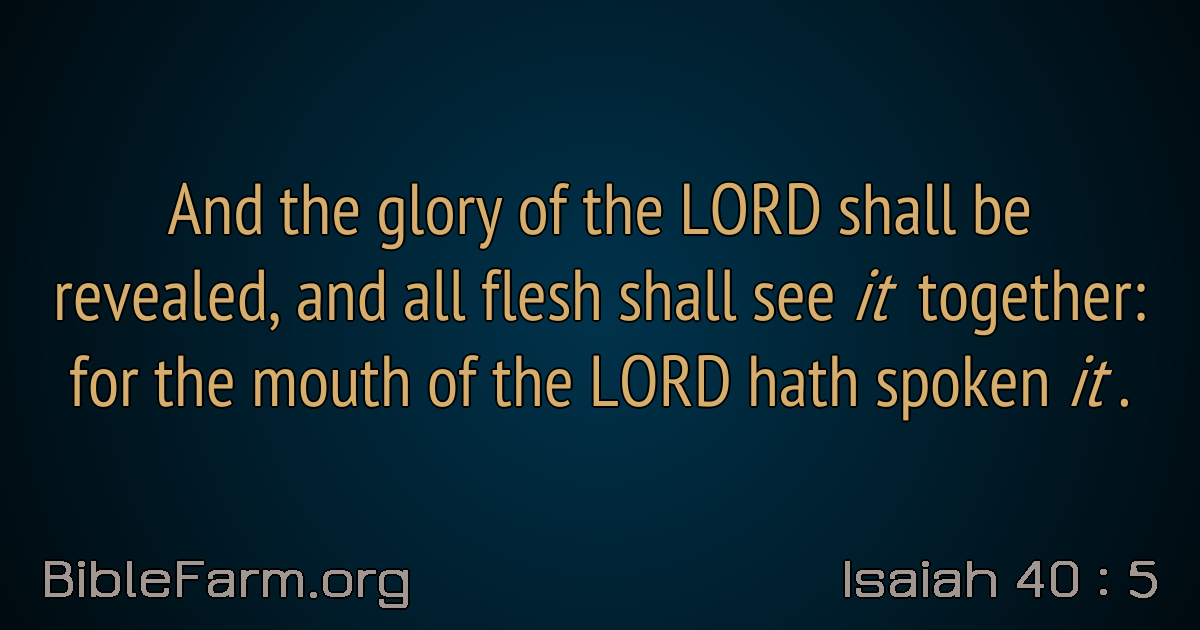 And the glory of the LORD shall be
revealed, and all flesh shall see it together:
for the mouth of the LORD hath spoken it .
BibleFarm.org
Isaiah 40 : 5